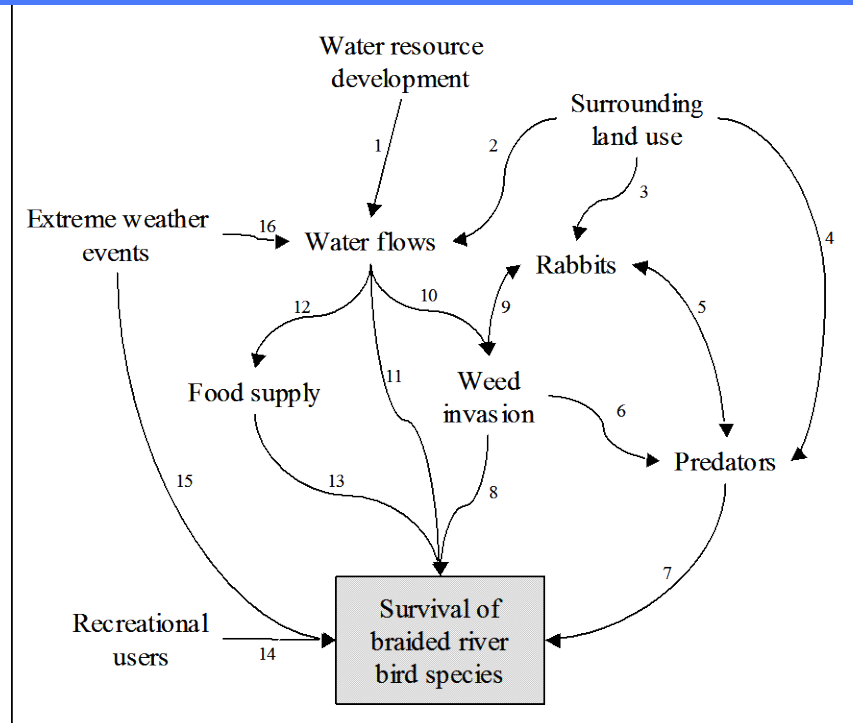 Water resource
development
Surrounding
land use
1
2
3
4
Extreme weather
events
16
Water flows
Rabbits
12
10
9
5
Food supply
11
Weed
invasion
6
Predators
15
13
8
7
Recreational
users
14
Survival of
braided river
bird species